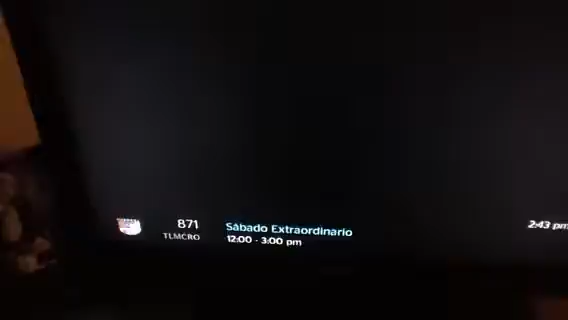 871
TLMCRO
Sábado Extraordinario
12:00 - 3:00 pm
2:43 pm